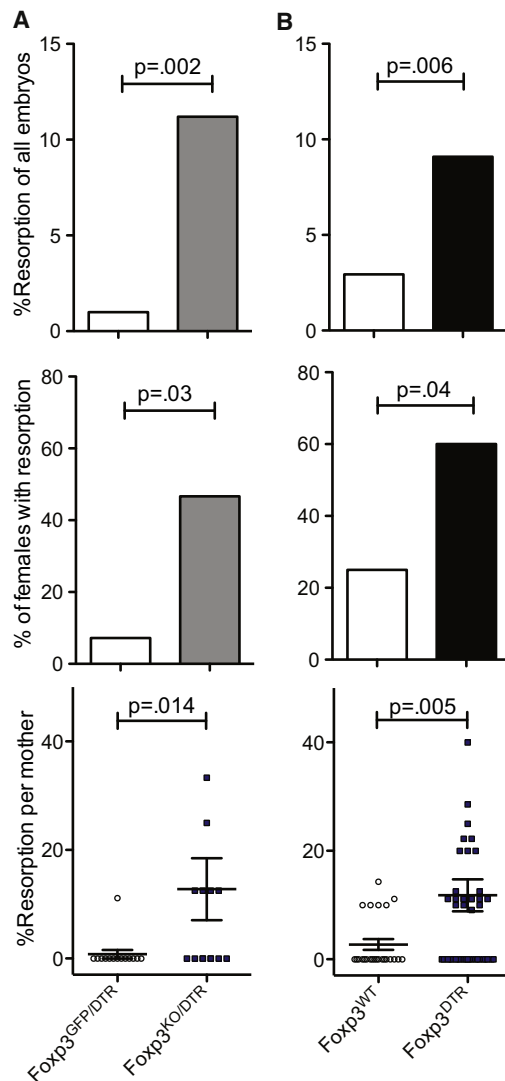 A
B
%Resorption of all embryos
15
10
5
0
p=.002
15
10
5
0
p=.006
% of females with resorption
80
60
40
20
0
p=.03
80
60
40
20
0
p=.04
%Resorption per mother
40
20
0
p=.014
40
20
0
p=.005
Foxp3GFP/DTR
Foxp3KO/DTR
Foxp3WT
Foxp3DTR